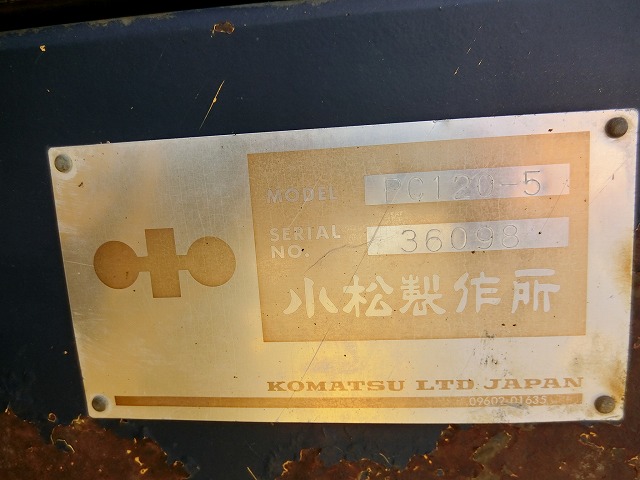 MODEL PC120-5
SERIAL NO. 36098
小松製作所
KOMATSU LTD JAPAN
09602-01635